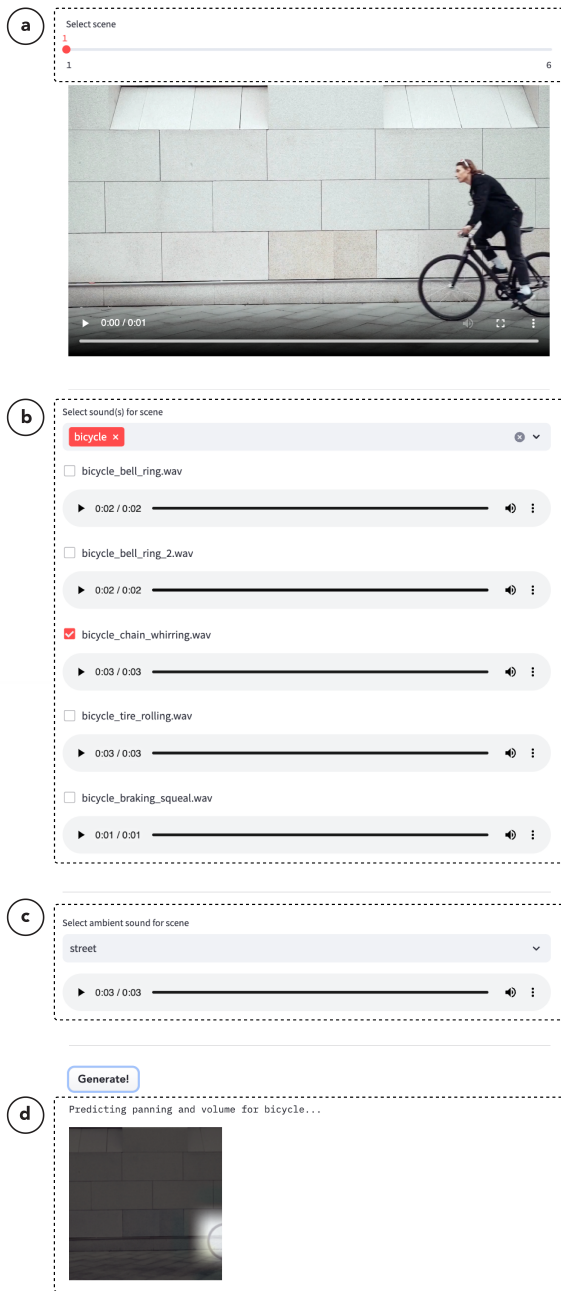 a
Select scene
1
1 6
0:00 / 0:01
b
Select sound(s) for scene
bicycle ×
bicycle_bell_ring.wav
0:02 / 0:02
bicycle_bell_ring_2.wav
0:02 / 0:02
bicycle_chain_whirring.wav
0:03 / 0:03
bicycle_tire_rolling.wav
0:03 / 0:03
bicycle_braking_squeal.wav
0:01 / 0:01
c
Select ambient sound for scene
street
0:03 / 0:03
Generate!
d
Predicting panning and volume for bicycle...